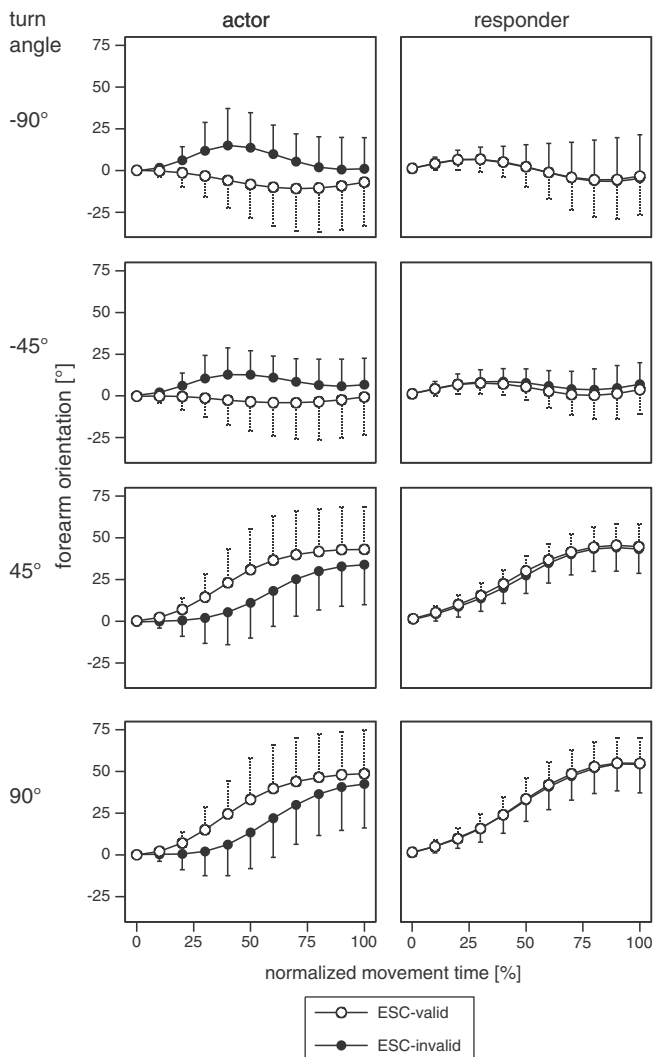 turn
angle
actor
responder
-90°
75
50
25
0
-25
-45°
75
50
25
0
-25
45°
75
50
25
0
-25
90°
75
50
25
0
-25
forearm orientation [°]
0 25 50 75 100
0 25 50 75 100
normalized movement time [%]
ESC-valid
ESC-invalid